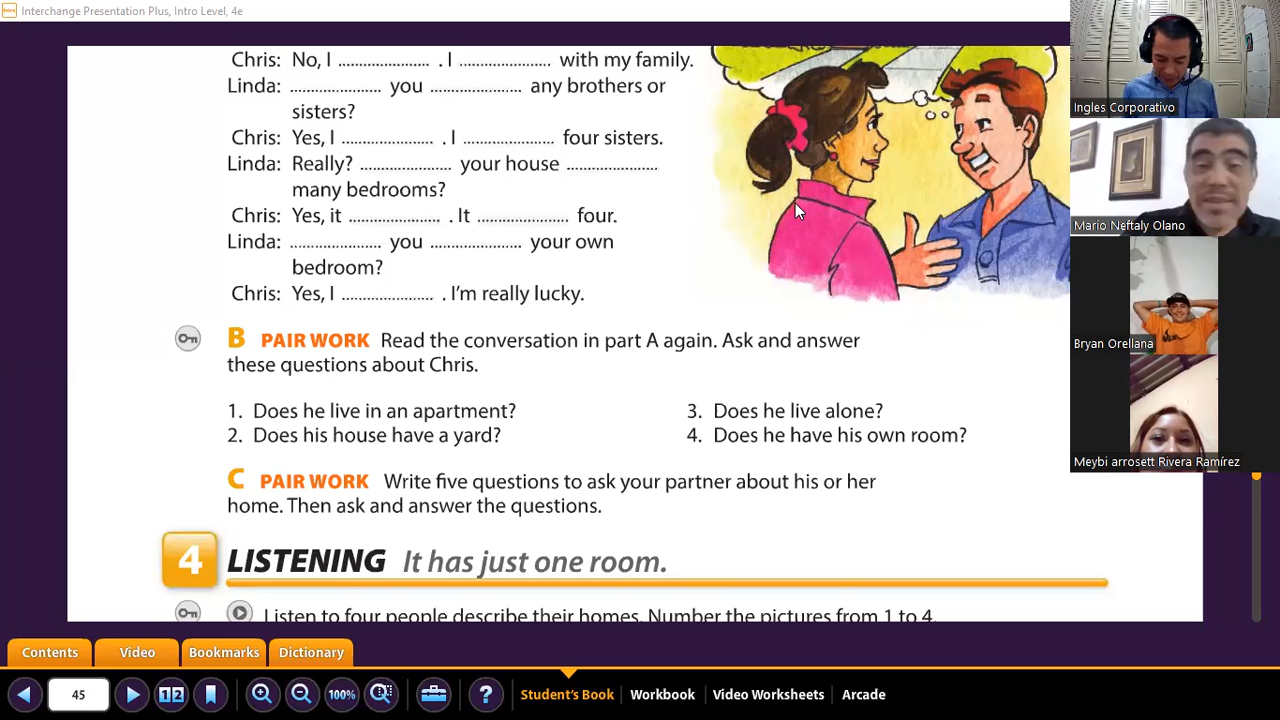 Interchange Presentation Plus, Intro Level, 4e
Chris: No, I ..................... . I ..................... with my family.
Linda: ..................... you ..................... any brothers or
sisters?
Chris: Yes, I ..................... . I ..................... four sisters.
Linda: Really? ..................... your house .....................
many bedrooms?
Chris: Yes, it ..................... . It ..................... four.
Linda: ..................... you ..................... your own
bedroom?
Chris: Yes, I ..................... . I'm really lucky.
B PAIR WORK Read the conversation in part A again. Ask and answer
these questions about Chris.
1. Does he live in an apartment?
2. Does his house have a yard?
3. Does he live alone?
4. Does he have his own room?
C PAIR WORK Write five questions to ask your partner about his or her
home. Then ask and answer the questions.
4 LISTENING It has just one room.
Listen to four people describe their homes. Number the pictures from 1 to 4.
Ingles Corporativo
Mario Neftaly Olano
Bryan Orellana
Meybi arrosett Rivera Ramírez
Contents Video Bookmarks Dictionary
45 1 2 100% ? Student's Book Workbook Video Worksheets Arcade